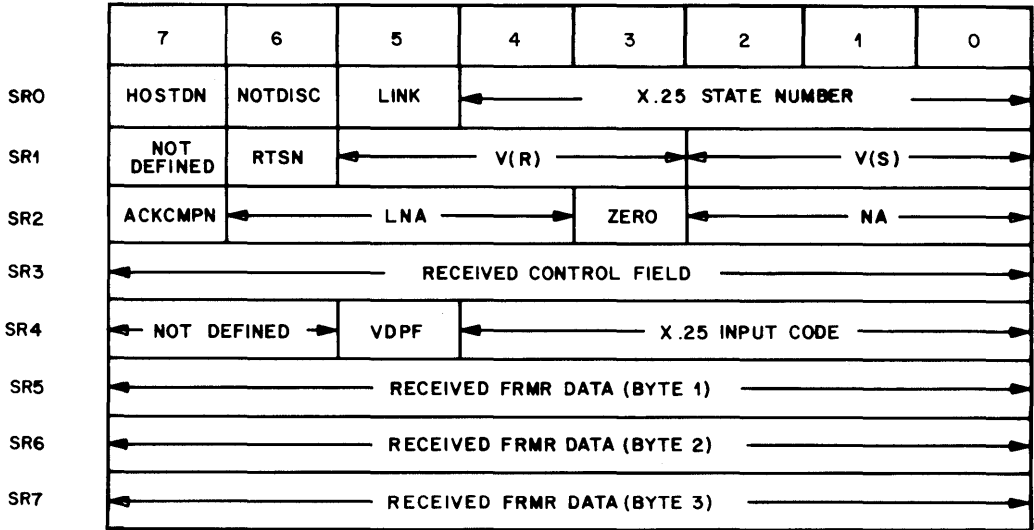 7 6 5 4 3 2 1 0
SR0 HOSTDN NOTDISC LINK X.25 STATE NUMBER
SR1 NOT DEFINED RTSN V(R) V(S)
SR2 ACKCMPN LNA ZERO NA
SR3 RECEIVED CONTROL FIELD
SR4 NOT DEFINED VDPF X.25 INPUT CODE
SR5 RECEIVED FRMR DATA (BYTE 1)
SR6 RECEIVED FRMR DATA (BYTE 2)
SR7 RECEIVED FRMR DATA (BYTE 3)